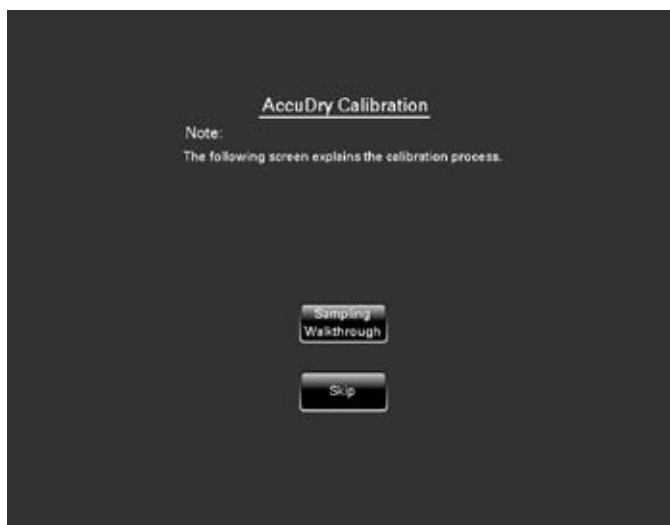 AccuDry Calibration
Note:
The following screen explains the calibration process.
Sampling
Walkthrough
Skip